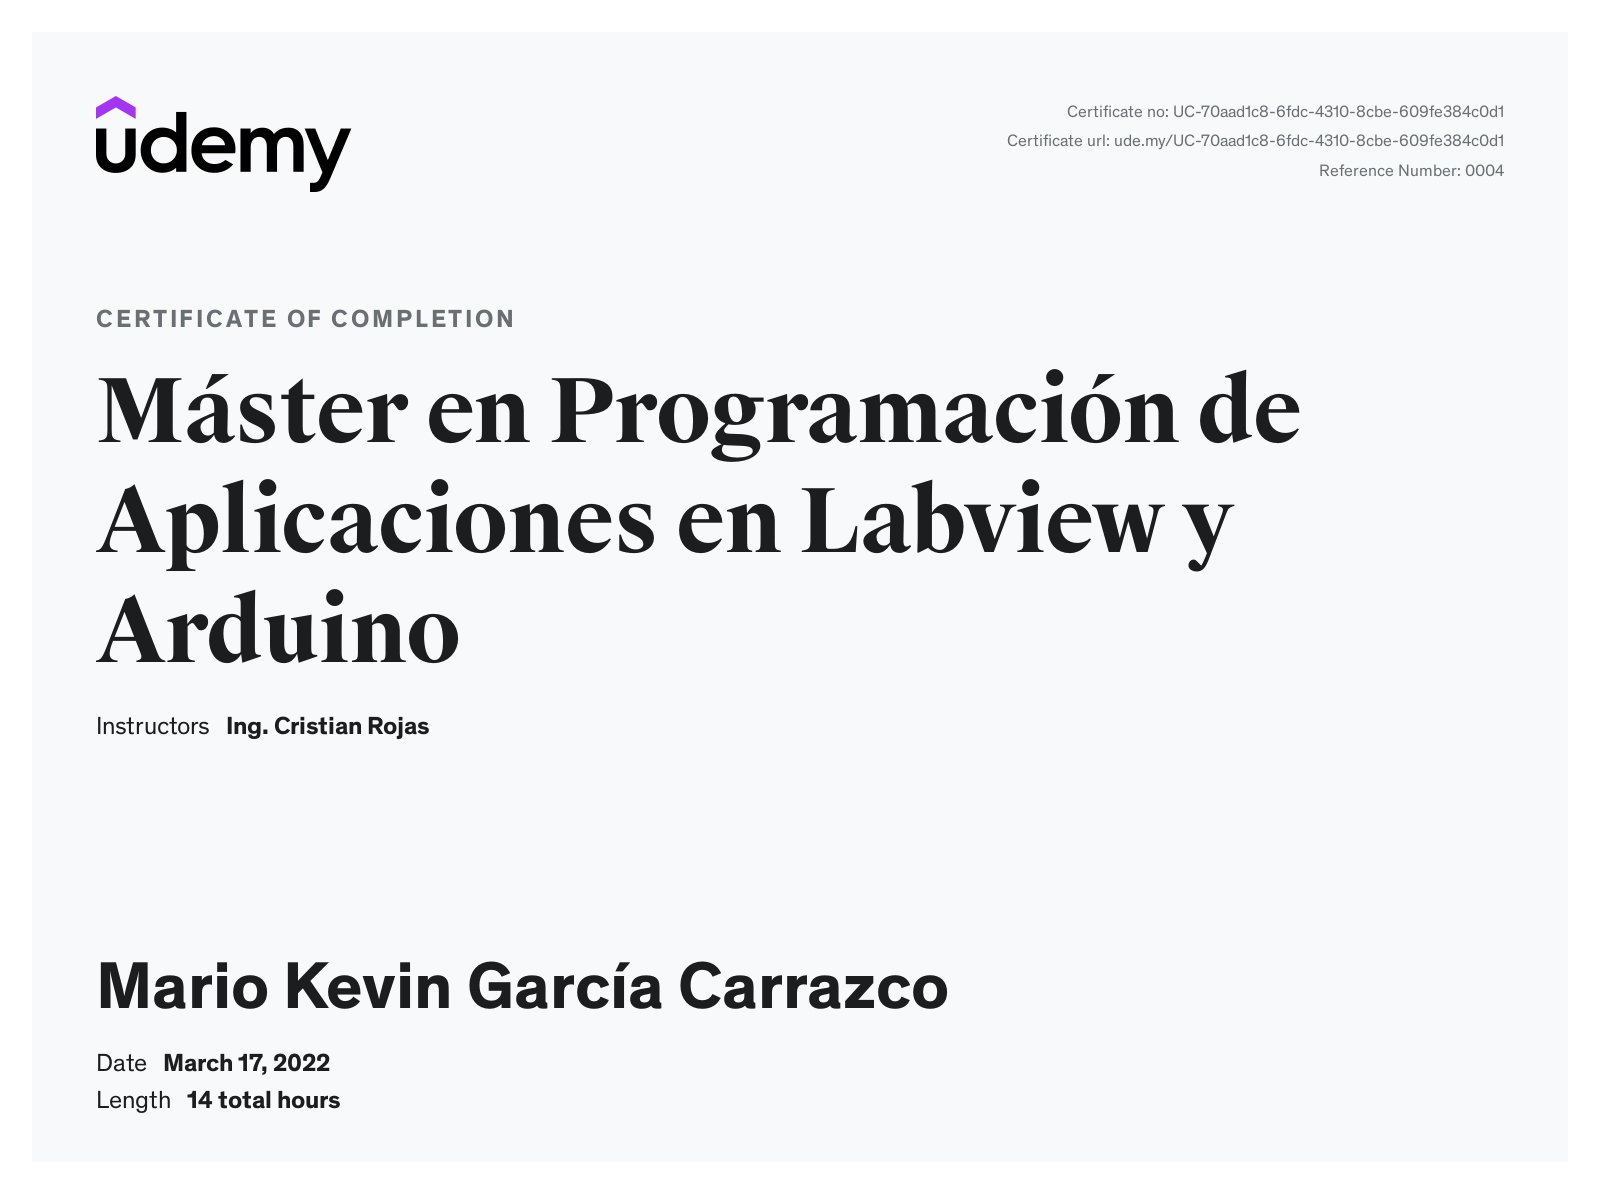 udemy
Certificate no: UC-70aad1c8-6fdc-4310-8cbe-609fe384c0d1
Certificate url: ude.my/UC-70aad1c8-6fdc-4310-8cbe-609fe384c0d1
Reference Number: 0004
CERTIFICATE OF COMPLETION
Máster en Programación de
Aplicaciones en Labview y
Arduino
Instructors Ing. Cristian Rojas
Mario Kevin García Carrazco
Date March 17, 2022
Length 14 total hours